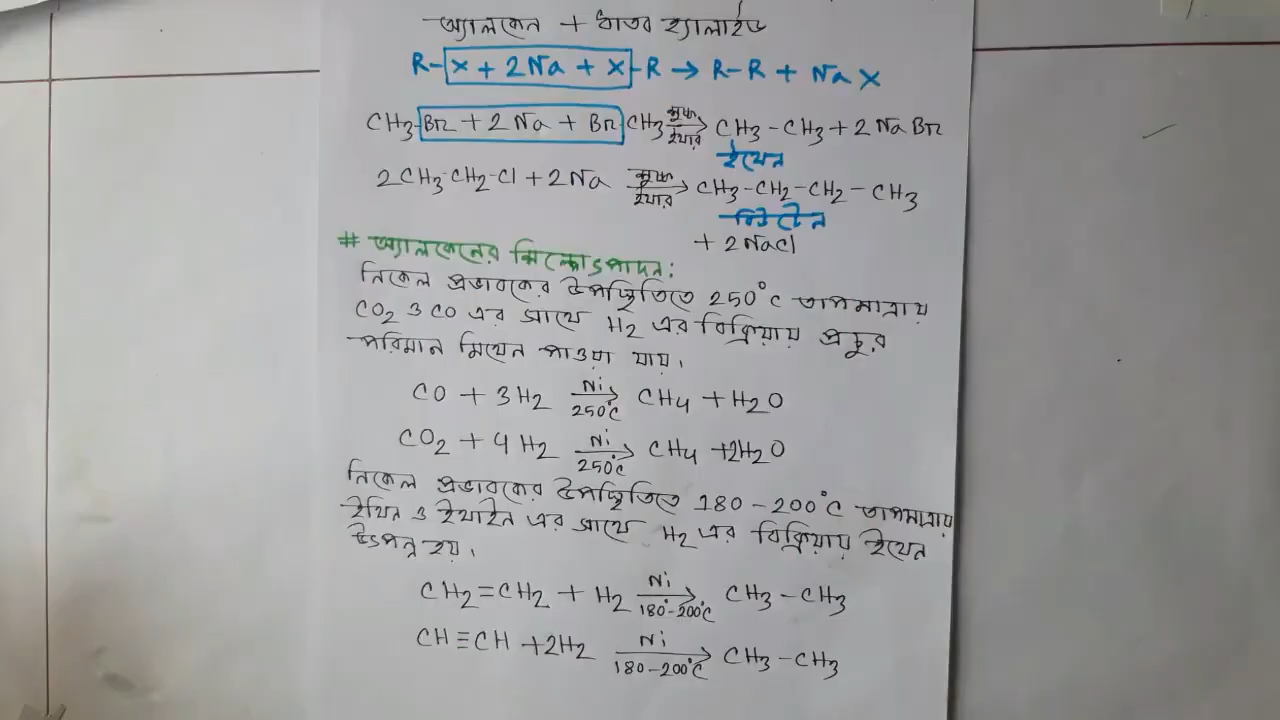 অ্যালকেন + ধাতব হ্যালাইড
R-X + 2Na + X-R → R-R + NaX
CH3-Br + 2Na + Br CH3 শুষ্ক ইথার → CH3-CH3 + 2NaBr
ইথেন
2CH3-CH2-Cl + 2Na শুষ্ক ইথার → CH3-CH2-CH2-CH3
বিউটেন
+ 2NaCl
# অ্যালকেনের শিল্পোৎপাদন:
নিকেল প্রভাবকের উপস্থিতিতে 250°C তাপমাত্রায়
CO2 ও CO এর সাথে H2 এর বিক্রিয়ায় প্রচুর
পরিমান মিথেন পাওয়া যায়।
CO + 3H2 Ni 250°C → CH4 + H2O
CO2 + 4H2 Ni 250°C → CH4 +2H2O
নিকেল প্রভাবকের উপস্থিতিতে 180-200°C তাপমাত্রায়
ইথিন ও ইথাইন এর সাথে H2 এর বিক্রিয়ায় ইথেন
উৎপন্ন হয়।
CH2=CH2 + H2 Ni 180°-200°C → CH3-CH3
CH≡CH +2H2 Ni 180-200°C → CH3-CH3